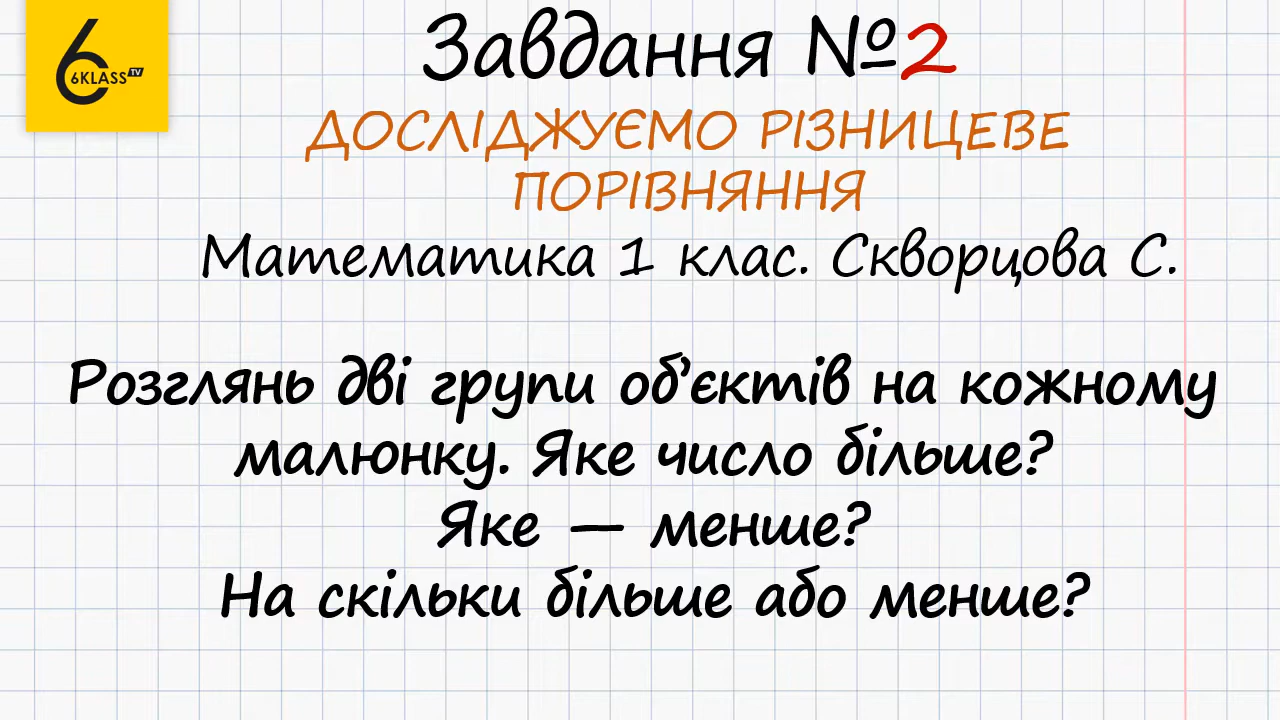 6KLASS TV
Завдання №2
ДОСЛІДЖУЄМО РІЗНИЦЕВЕ
ПОРІВНЯННЯ
Математика 1 клас. Скворцова С.
Розглянь дві групи об'єктів на кожному
малюнку. Яке число більше?
Яке — менше?
На скільки більше або менше?